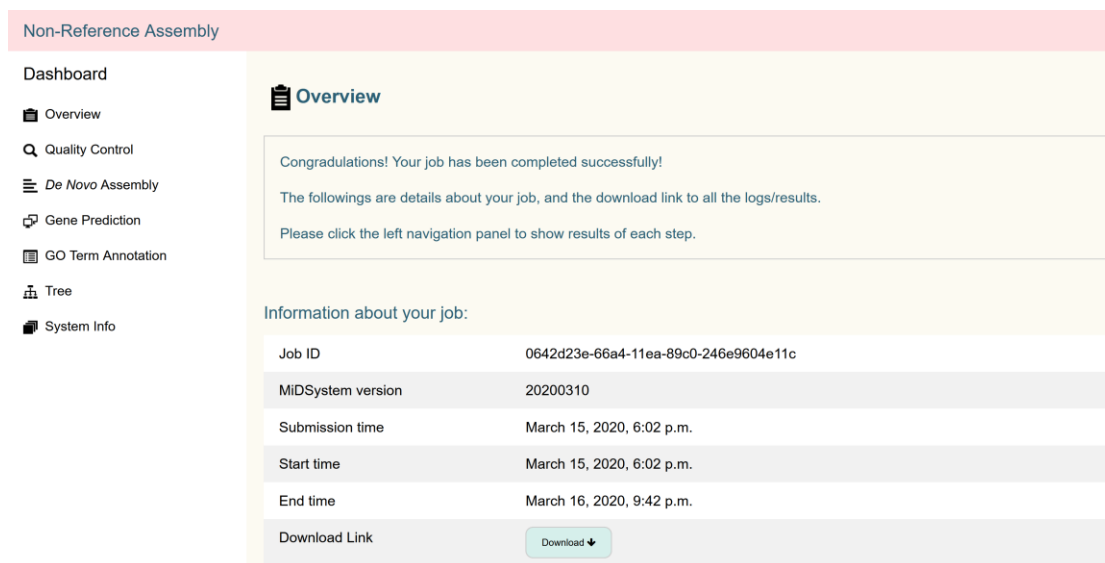 Non-Reference Assembly
Dashboard
Overview
Quality Control
De Novo Assembly
Gene Prediction
GO Term Annotation
Tree
System Info
Overview
Congradulations! Your job has been completed successfully!
The followings are details about your job, and the download link to all the logs/results.
Please click the left navigation panel to show results of each step.
Information about your job:
Job ID 0642d23e-66a4-11ea-89c0-246e9604e11c
MiDSystem version 20200310
Submission time March 15, 2020, 6:02 p.m.
Start time March 15, 2020, 6:02 p.m.
End time March 16, 2020, 9:42 p.m.
Download Link Download